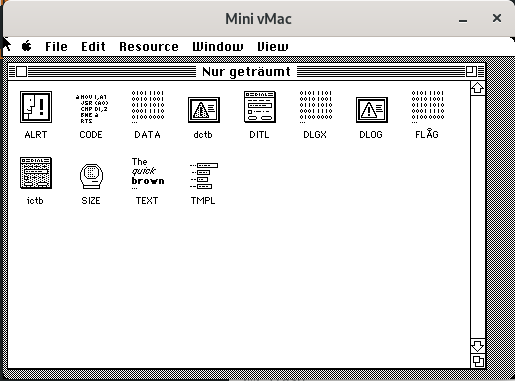 Mini vMac
File Edit Resource Window View
Nur geträumt
ALRT CODE DATA dctb DITL DLGX DLOG FLÅG
ictb SIZE TEXT TMPL
The
quick
brown